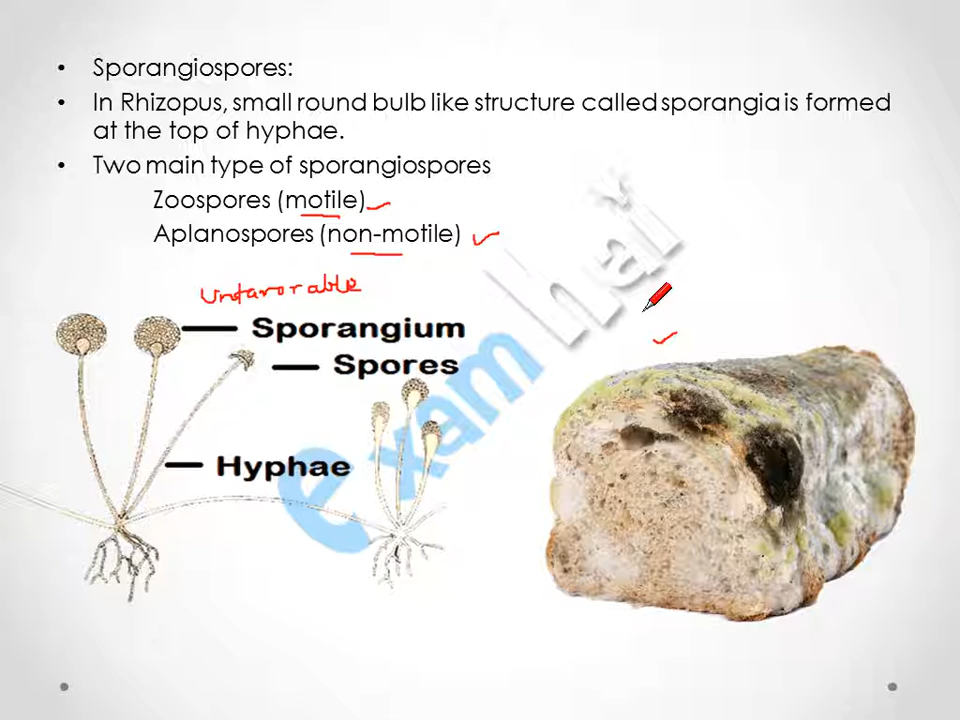 • Sporangiospores:
• In Rhizopus, small round bulb like structure called sporangia is formed
at the top of hyphae.
• Two main type of sporangiospores
Zoospores (motile)
Aplanospores (non-motile)
Unfavorable
Sporangium
Spores
Hyphae
examhair